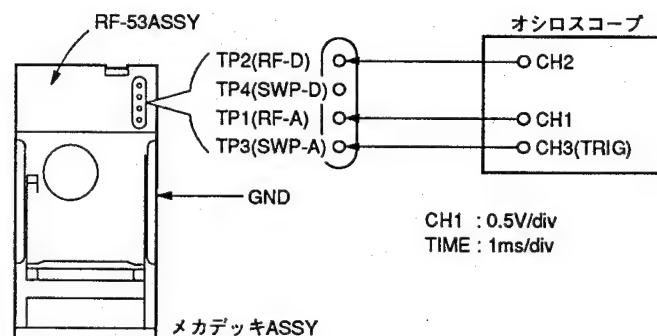 RF-53ASSY
オシロスコープ
TP2(RF-D)
CH2
TP4(SWP-D)
TP1(RF-A)
CH1
TP3(SWP-A)
CH3(TRIG)
GND
CH1 : 0.5V/div
TIME : 1ms/div
メカデッキASSY